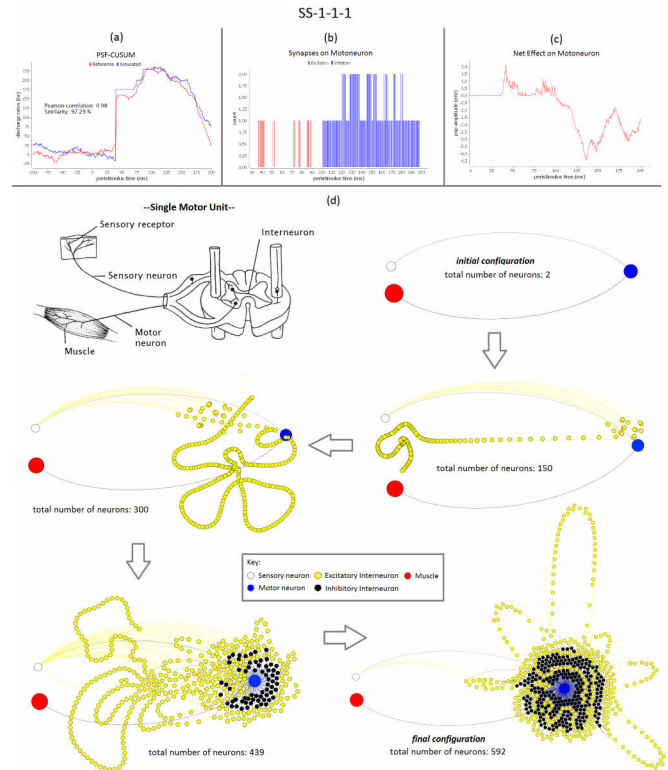 SS-1-1-1
(a)
PSF-CUSUM
Reference Simulated
Pearson correlation: 0.98
Similarity: 97.29 %
discharge rates (hz)
peristimulus time (ms)
(b)
Synapses on Motoneuron
Excitatory Inhibitory
count
peristimulus time (ms)
(c)
Net Effect on Motoneuron
psp amplitude (mV)
peristimulus time (ms)
(d)
--Single Motor Unit--
Sensory receptor
Interneuron
Sensory neuron
Motor
neuron
Muscle
initial configuration
total number of neurons: 2
total number of neurons: 150
total number of neurons: 300
Key:
Sensory neuron Excitatory Interneuron Muscle
Motor neuron Inhibitory Interneuron
total number of neurons: 439
final configuration
total number of neurons: 592